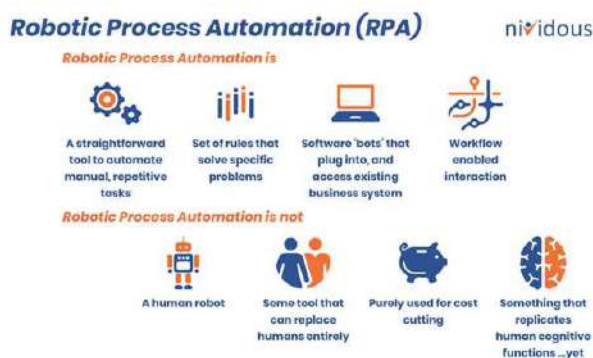 Robotic Process Automation (RPA)
nividous
Robotic Process Automation is
A straightforward
tool to automate
manual, repetitive
tasks
Set of rules that
solve specific
problems
Software 'bots' that
plug into, and
access existing
business system
Workflow
enabled
interaction
Robotic Process Automation is not
A human robot
Some tool that
can replace
humans entirely
Purely used for cost
cutting
Something that
replicates
human cognitive
functions ...yet